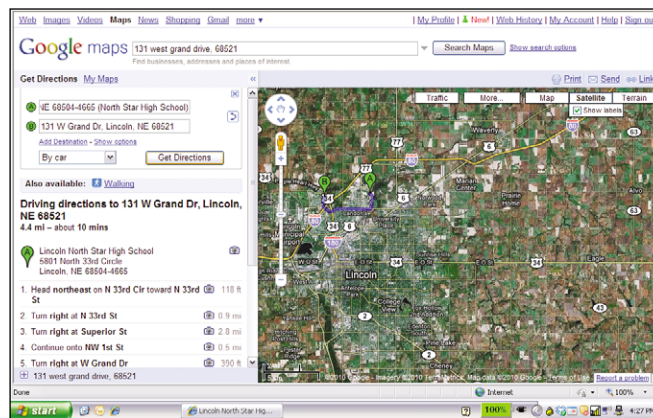 Web Images Videos Maps News Shopping Gmail more ▼ | My Profile | New! | Web History | My Account | Help | Sign out
Google maps 131 west grand drive, 68521 Search Maps Show search options
Find businesses, addresses and places of interest.
Get Directions My Maps « Print Send Link
Traffic More... Map Satellite Terrain
Show labels
A NE 68504-4665 (North Star High School)
B 131 W Grand Dr, Lincoln, NE 68521
Add Destination - Show options
By car Get Directions
Also available: Walking
Driving directions to 131 W Grand Dr, Lincoln, NE 68521
4.4 mi – about 10 mins
A Lincoln North Star High School
5801 North 33rd Circle
Lincoln, NE 68504-4665
1. Head northeast on N 33rd Cir toward N 33rd St 118 ft
2. Turn right at N 33rd St 0.9 mi
3. Turn right at Superior St 2.8 mi
4. Continue onto NW 1st St 0.5 mi
5. Turn right at W Grand Dr 390 ft
131 west grand drive, 68521
Waverly
Prairie Home
Alvo
Eagle
Lincoln
College View
Cheney
Report a problem
Done Internet 100%
start Lincoln North Star Hig... 100% 4:27 PM